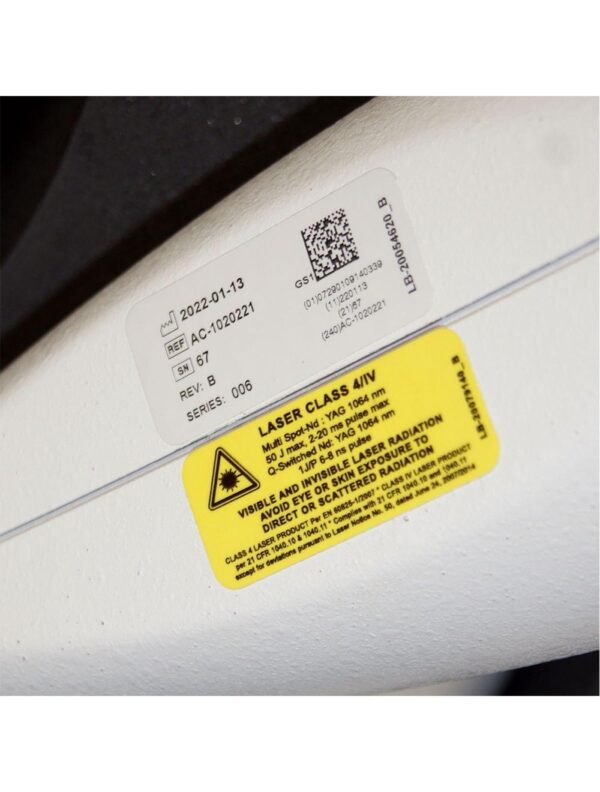 2022-01-13
REF AC-1020221
SN 67
REV: B
SERIES: 006
GS1
(01)07290109140339
(11)220113
(21)67
(240)AC-1020221
LB-20054620_B
LASER CLASS 4/IV
Multi Spot-Nd : YAG 1064 nm
50 J max, 2-20 ms pulse max
Q-Switched Nd: YAG 1064 nm
1J/P 6-8 ns pulse
VISIBLE AND INVISIBLE LASER RADIATION
AVOID EYE OR SKIN EXPOSURE TO
DIRECT OR SCATTERED RADIATION
CLASS 4 LASER PRODUCT Per EN 60825-1/2007 * CLASS IV LASER PRODUCT
per 21 CFR 1040.10 & 1040.11 * Complies with 21 CFR 1040.10 and 1040.11
except for deviations pursuant to Laser Notice No. 50, dated June 24, 2007/2014